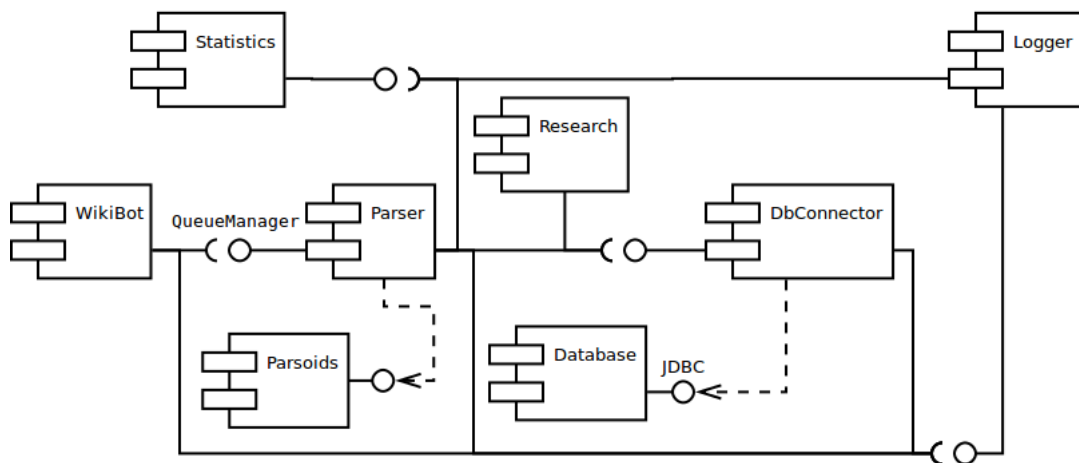 Statistics
Logger
Research
WikiBot
QueueManager
Parser
DbConnector
Parsoids
Database
JDBC